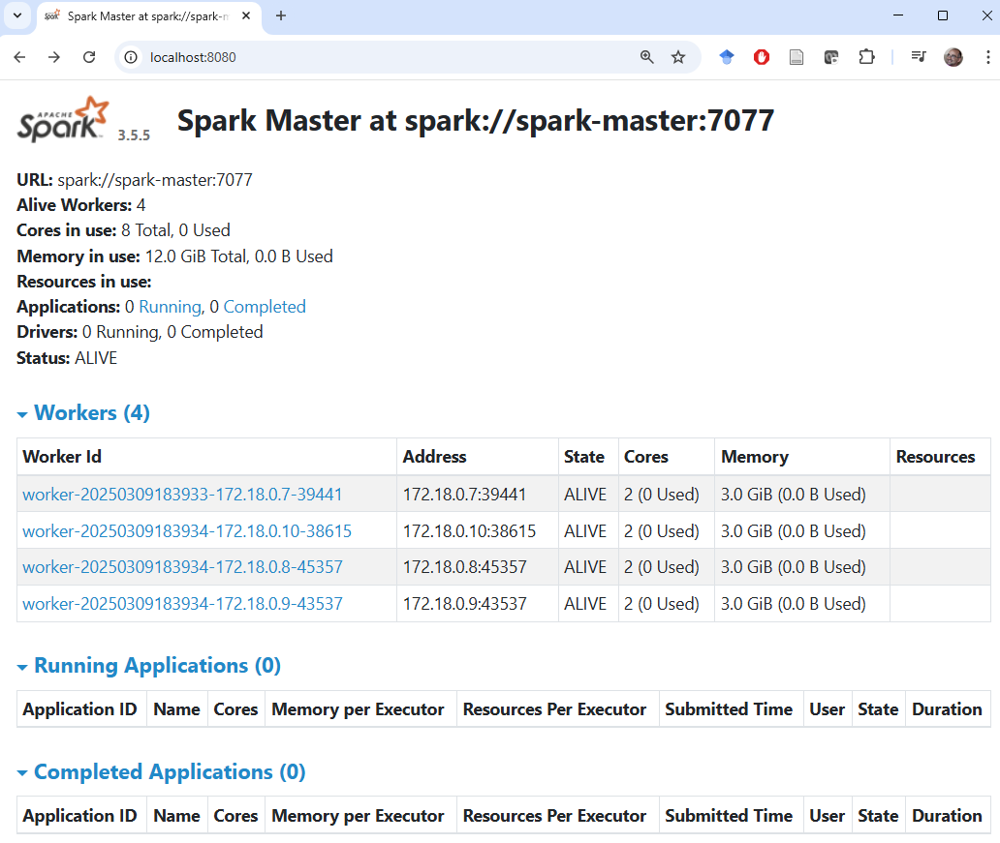 Spark Master at spark://spark-m
localhost:8080
APACHE
Spark 3.5.5 Spark Master at spark://spark-master:7077
URL: spark://spark-master:7077
Alive Workers: 4
Cores in use: 8 Total, 0 Used
Memory in use: 12.0 GiB Total, 0.0 B Used
Resources in use:
Applications: 0 Running, 0 Completed
Drivers: 0 Running, 0 Completed
Status: ALIVE
Workers (4)
Worker Id Address State Cores Memory Resources
worker-20250309183933-172.18.0.7-39441 172.18.0.7:39441 ALIVE 2 (0 Used) 3.0 GiB (0.0 B Used)
worker-20250309183934-172.18.0.10-38615 172.18.0.10:38615 ALIVE 2 (0 Used) 3.0 GiB (0.0 B Used)
worker-20250309183934-172.18.0.8-45357 172.18.0.8:45357 ALIVE 2 (0 Used) 3.0 GiB (0.0 B Used)
worker-20250309183934-172.18.0.9-43537 172.18.0.9:43537 ALIVE 2 (0 Used) 3.0 GiB (0.0 B Used)
Running Applications (0)
Application ID Name Cores Memory per Executor Resources Per Executor Submitted Time User State Duration
Completed Applications (0)
Application ID Name Cores Memory per Executor Resources Per Executor Submitted Time User State Duration